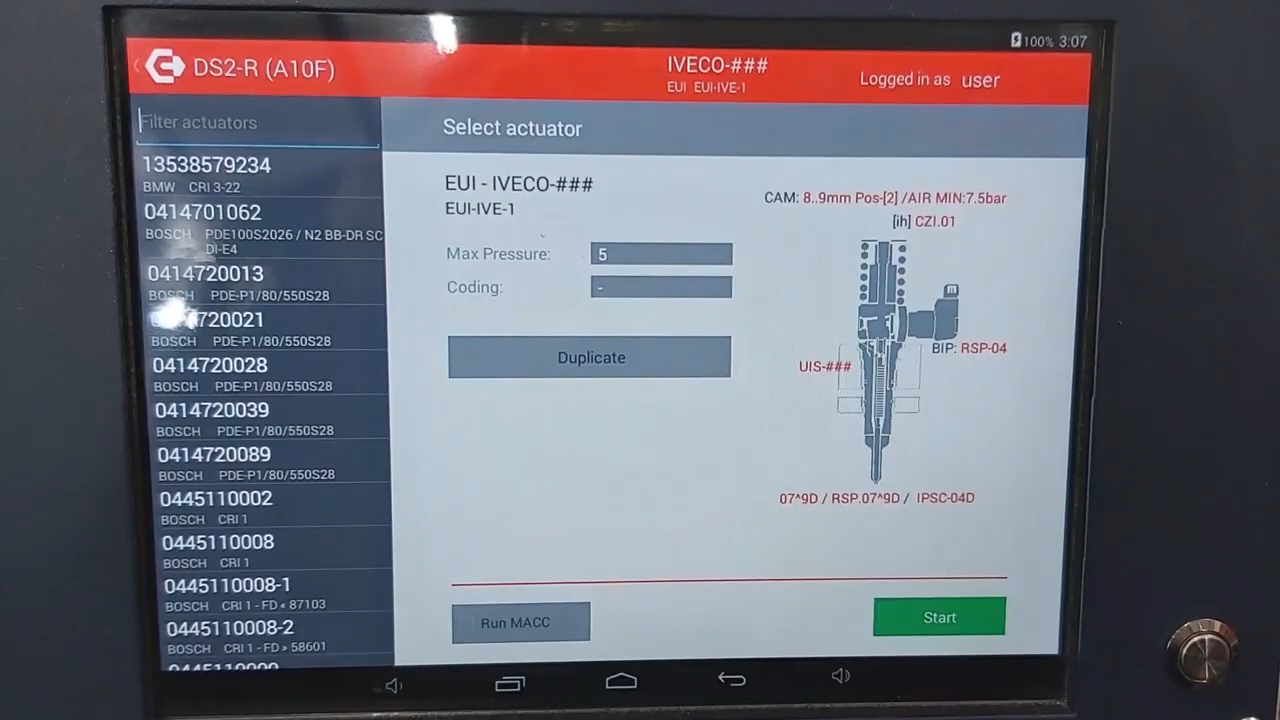 100% 3:07
DS2-R (A10F)
IVECO-###
EUI EUI-IVE-1
Logged in as user
Filter actuators
13538579234
BMW CRI 3-22
0414701062
BOSCH PDE100S2026 / N2 BB-DR SC
DI-E4
0414720013
BOSCH PDE-P1/80/550S28
720021
BOSCH PDE-P1/80/550S28
0414720028
BOSCH PDE-P1/80/550S28
0414720039
BOSCH PDE-P1/80/550S28
0414720089
BOSCH PDE-P1/80/550S28
0445110002
BOSCH CRI 1
0445110008
BOSCH CRI 1
0445110008-1
BOSCH CRI 1 - FD « 87103
0445110008-2
BOSCH CRI 1 - FD » 58601
Select actuator
EUI - IVECO-###
EUI-IVE-1
Max Pressure: 5
Coding: -
Duplicate
CAM: 8..9mm Pos-[2] /AIR MIN:7.5bar
[ih] CZI.01
m
BIP: RSP-04
UIS-###
07^9D / RSP.07^9D / IPSC-04D
Run MACC
Start